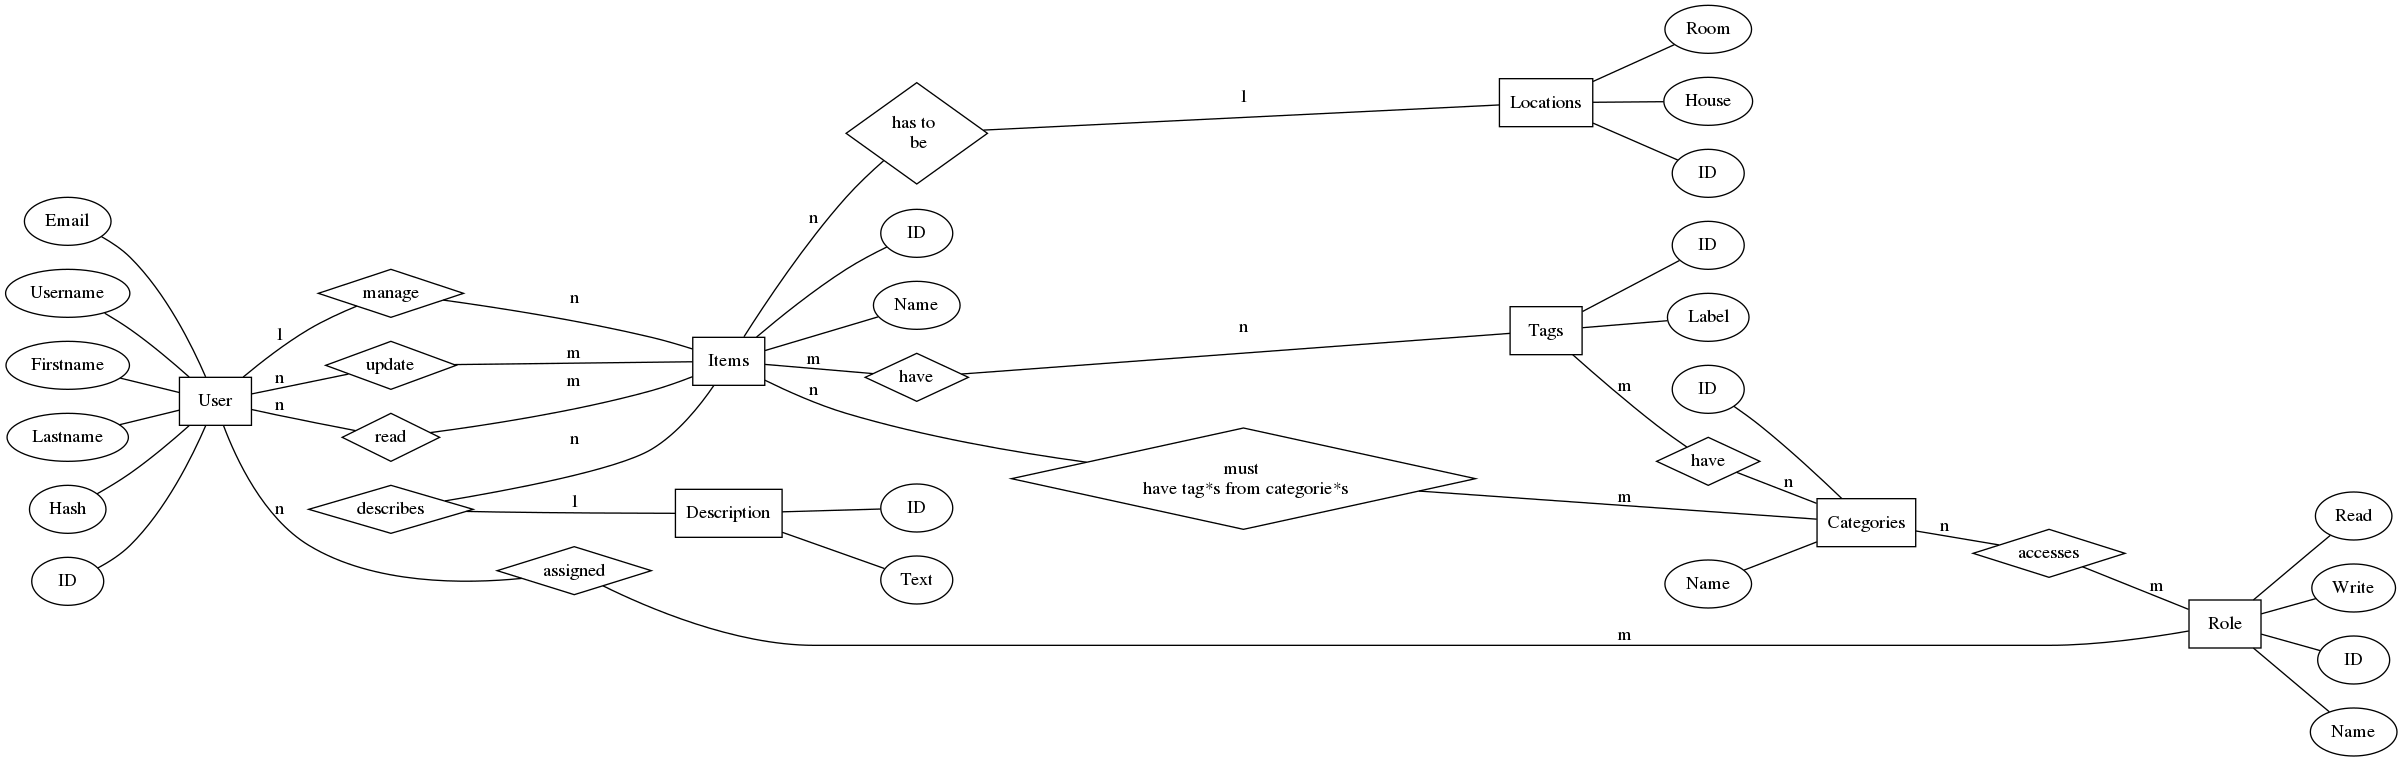 Room
Locations
House
has to
be
1
ID
n
Email
ID
ID
Username
manage
n
Name
Label
1
n
Tags
Firstname
update
m
Items
m
have
n
n
read
m
n
m
ID
User
Lastname
n
must
have tag*s from categorie*s
have
n
m
Hash
describes
1
Description
ID
Categories
n
Read
n
ID
assigned
Text
Name
accesses
m
Write
Role
m
ID
Name